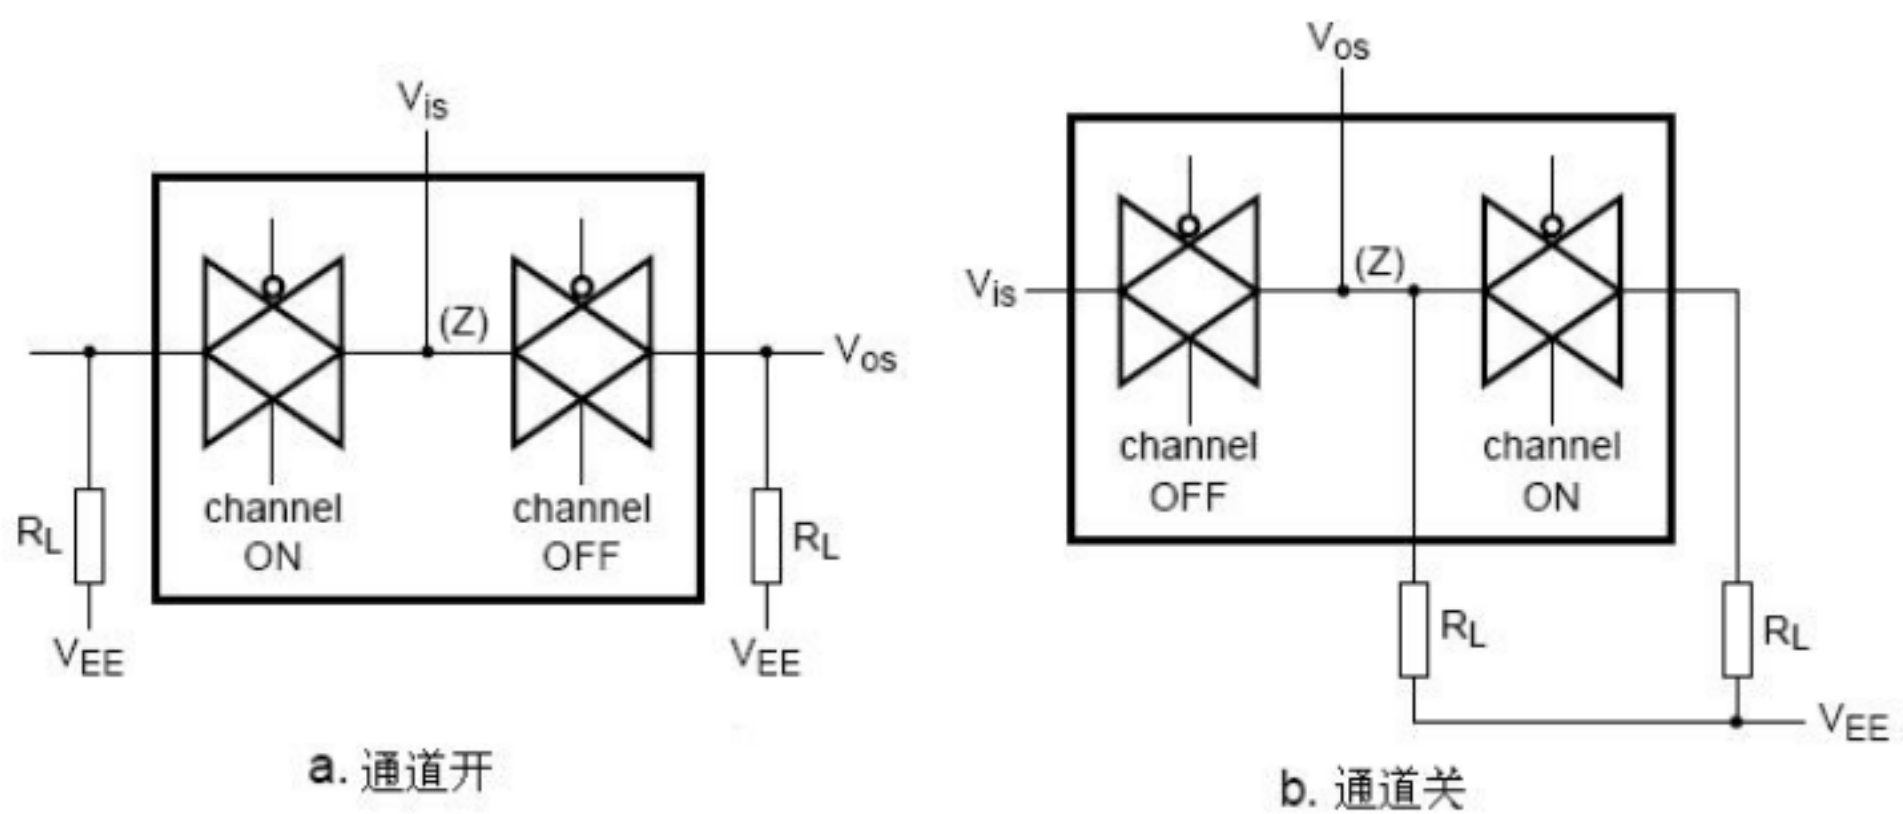 Vis
(Z)
Vos
channel
ON
channel
OFF
RL
RL
VEE
VEE
a. 通道开
Vos
Vis
(Z)
channel
OFF
channel
ON
RL
RL
VEE
b. 通道关